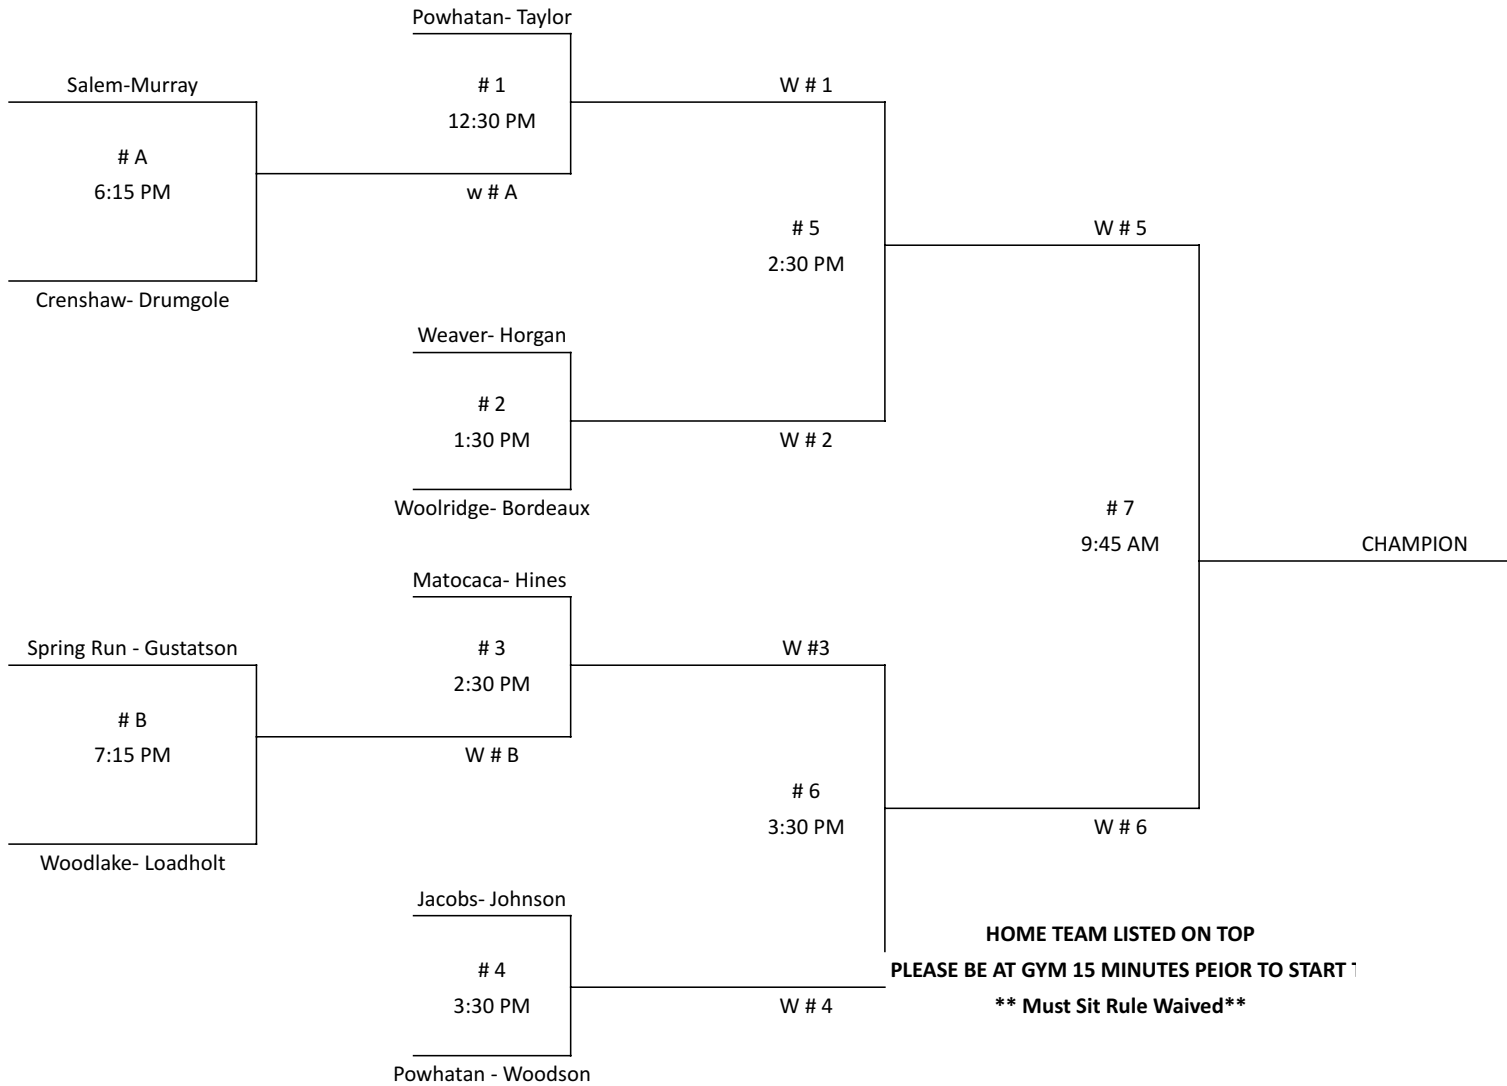 Powhatan- Taylor
Salem-Murray
# 1
W # 1
12:30 PM
# A
6:15 PM
w # A
# 5
W # 5
2:30 PM
Crenshaw- Drumgole
Weaver- Horgan
# 2
1:30 PM
W # 2
Woolridge- Bordeaux
# 7
9:45 AM
CHAMPION
Matocaca- Hines
Spring Run - Gustatson
# 3
W #3
2:30 PM
# B
7:15 PM
W # B
# 6
3:30 PM
W # 6
Woodlake- Loadholt
Jacobs- Johnson
HOME TEAM LISTED ON TOP
# 4
PLEASE BE AT GYM 15 MINUTES PEIOR TO START
3:30 PM
W # 4
** Must Sit Rule Waived**
Powhatan - Woodson